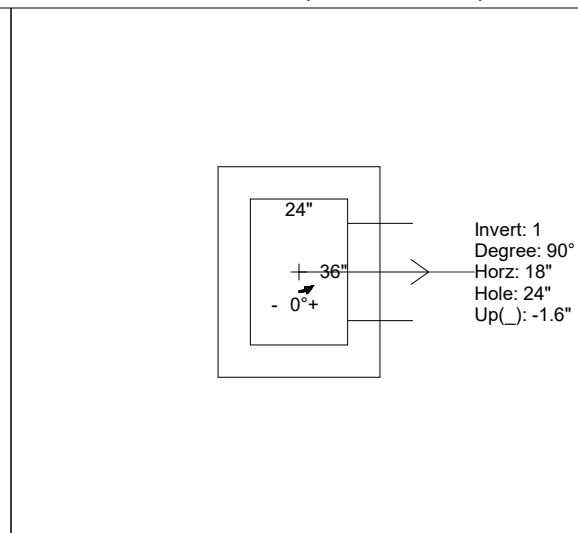 24"
36"
- 0°+
Invert: 1
Degree: 90°
Horz: 18"
Hole: 24"
Up(_): -1.6"